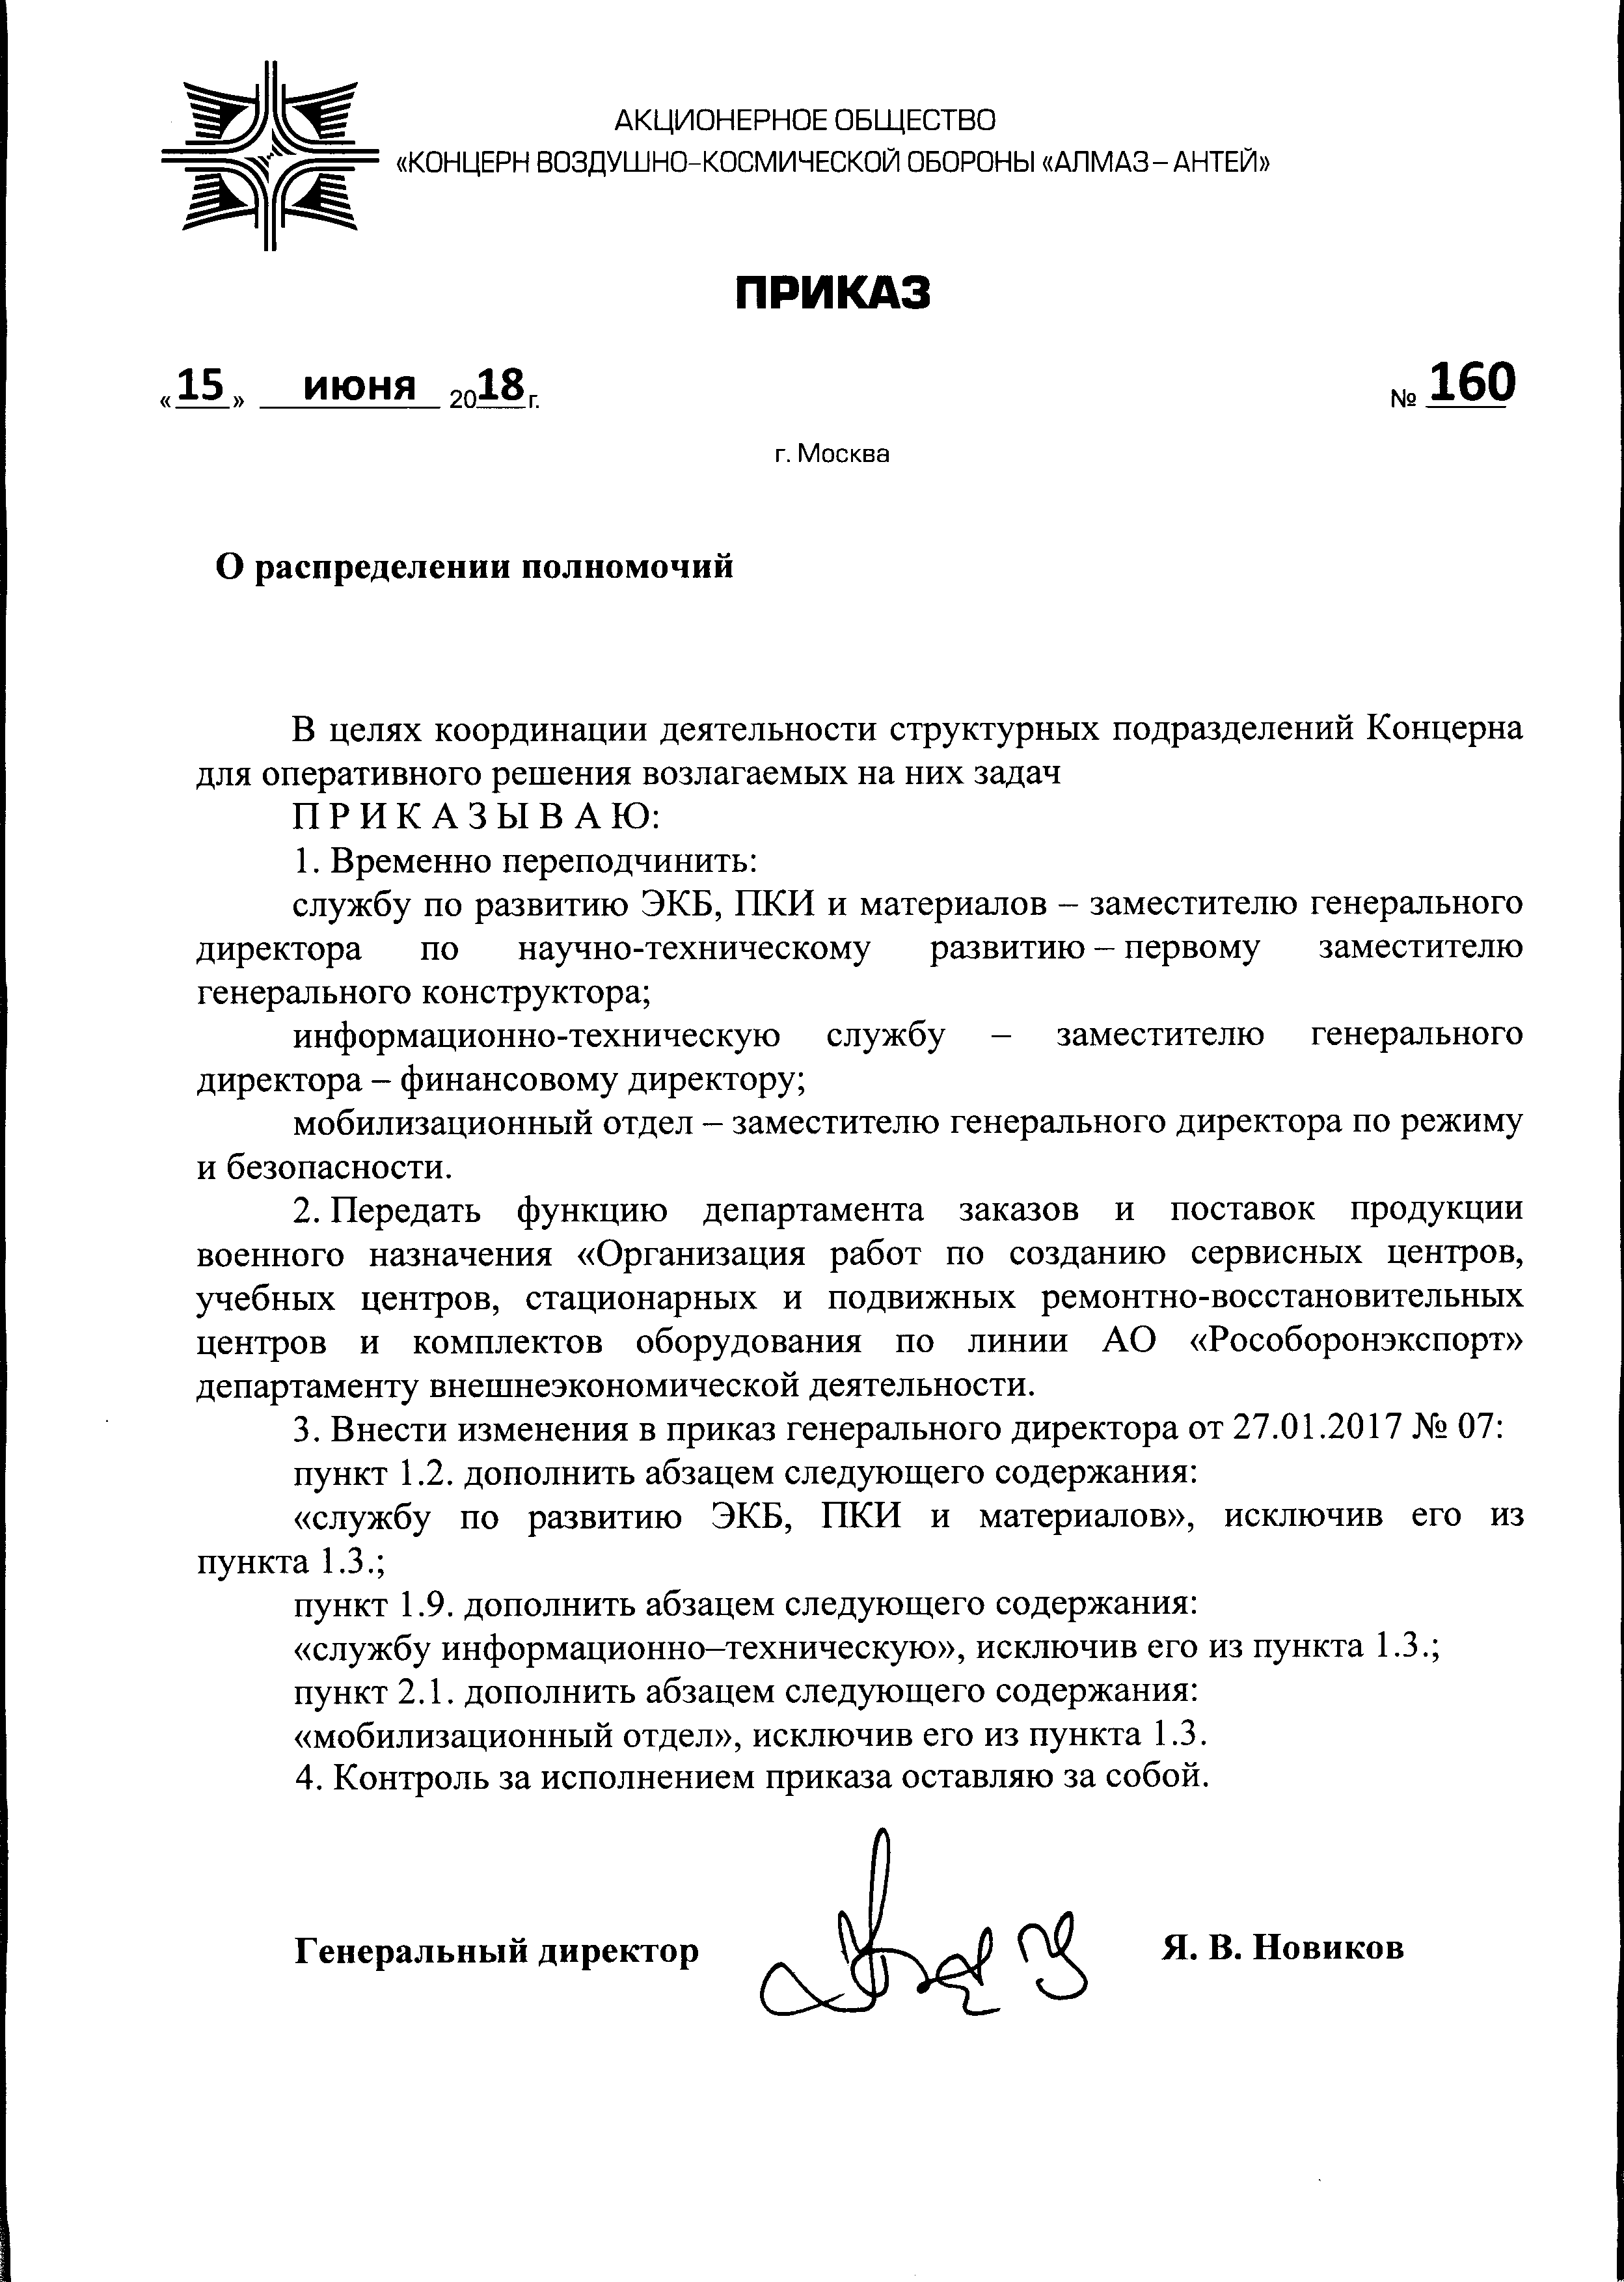 АКЦИОНЕРНОЕ ОБЩЕСТВО
«КОНЦЕРН ВОЗДУШНО-КОСМИЧЕСКОЙ ОБОРОНЫ «АЛМАЗ – АНТЕЙ»
ПРИКАЗ
«15» июня 2018 г. № 160
г. Москва
О распределении полномочий
В целях координации деятельности структурных подразделений Концерна
для оперативного решения возлагаемых на них задач
П Р И К А З Ы В А Ю:
1. Временно переподчинить:
службу по развитию ЭКБ, ПКИ и материалов – заместителю генерального
директора по научно-техническому развитию – первому заместителю
генерального конструктора;
информационно-техническую службу – заместителю генерального
директора – финансовому директору;
мобилизационный отдел – заместителю генерального директора по режиму
и безопасности.
2. Передать функцию департамента заказов и поставок продукции
военного назначения «Организация работ по созданию сервисных центров,
учебных центров, стационарных и подвижных ремонтно-восстановительных
центров и комплектов оборудования по линии АО «Рособоронэкспорт»
департаменту внешнеэкономической деятельности.
3. Внести изменения в приказ генерального директора от 27.01.2017 № 07:
пункт 1.2. дополнить абзацем следующего содержания:
«службу по развитию ЭКБ, ПКИ и материалов», исключив его из
пункта 1.3.;
пункт 1.9. дополнить абзацем следующего содержания:
«службу информационно–техническую», исключив его из пункта 1.3.;
пункт 2.1. дополнить абзацем следующего содержания:
«мобилизационный отдел», исключив его из пункта 1.3.
4. Контроль за исполнением приказа оставляю за собой.
Генеральный директор Я. В. Новиков